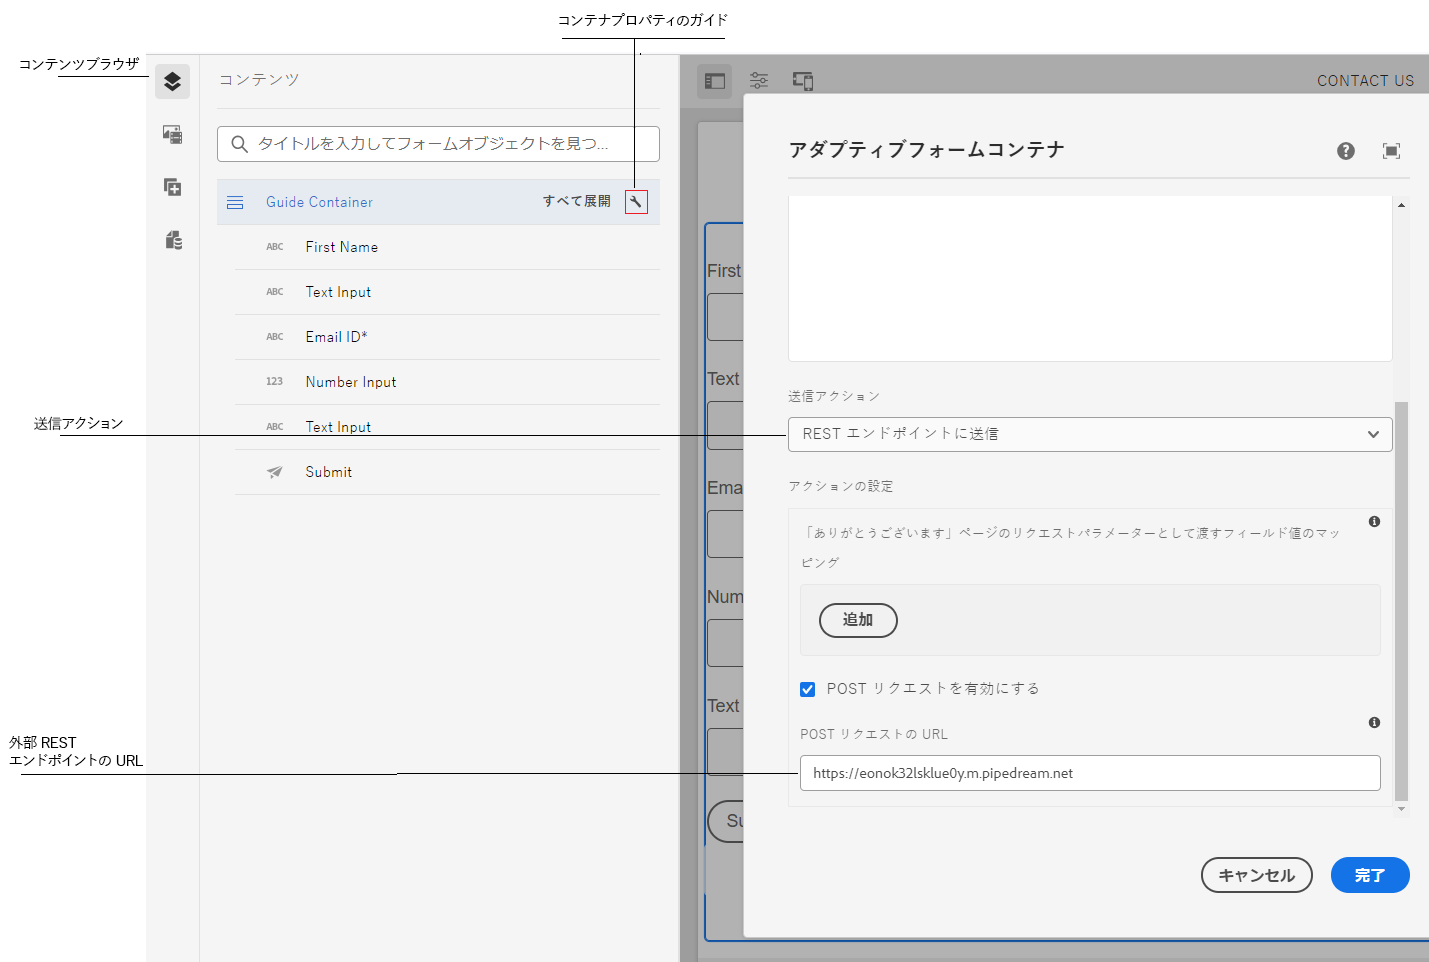 コンテナプロパティのガイド
コンテンツブラウザ
コンテンツ
CONTACT US
タイトルを入力してフォームオブジェクトを見つ...
アダプティブフォームコンテナ
Guide Container
すべて展開
ABC First Name
ABC Text Input
ABC Email ID*
123 Number Input
ABC Text Input
Submit
First
Text
Ema
Num
Text
Su
送信アクション
送信アクション
REST エンドポイントに送信
アクションの設定
「ありがとうございます」ページのリクエストパラメーターとして渡すフィールド値のマッ
ピング
追加
POST リクエストを有効にする
外部 REST
エンドポイントの URL
POST リクエストの URL
https://eonok32lsklue0y.m.pipedream.net
キャンセル
完了